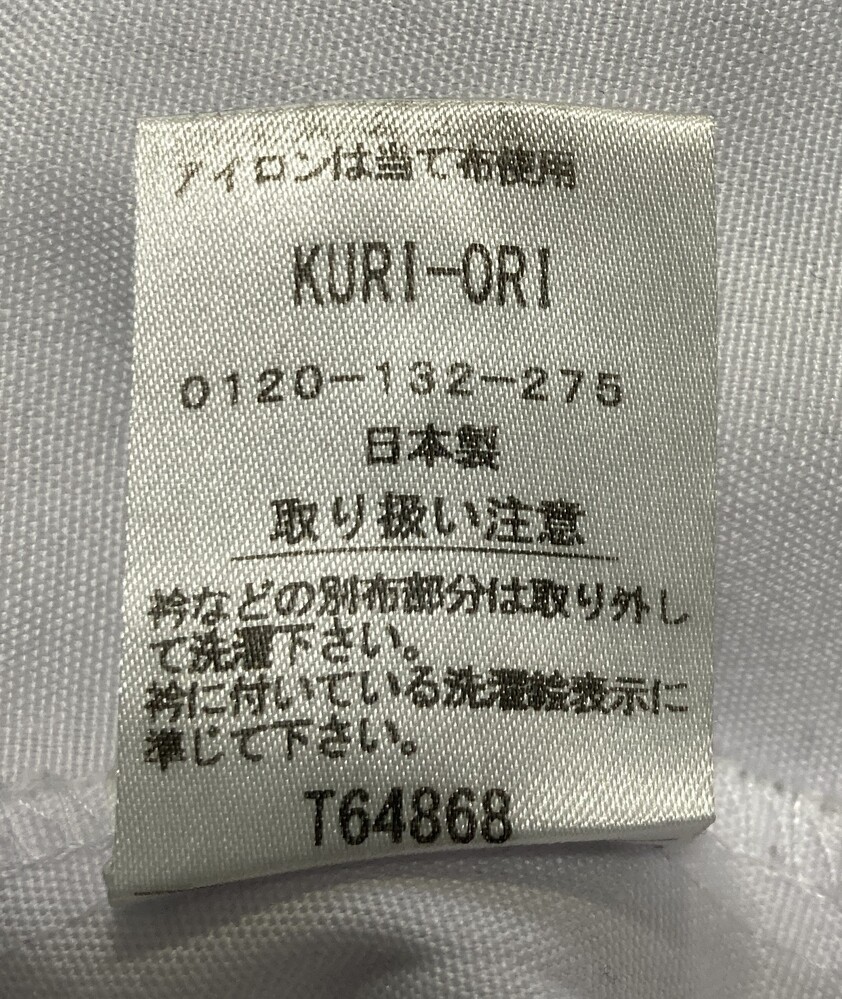 アイロンは当て布使用
KURI-ORI
0120-132-275
日本製
取り扱い注意
衿などの別布部分は取り外し
て洗濯下さい。
衿に付いている洗濯絵表示に
準じて下さい。
T64868